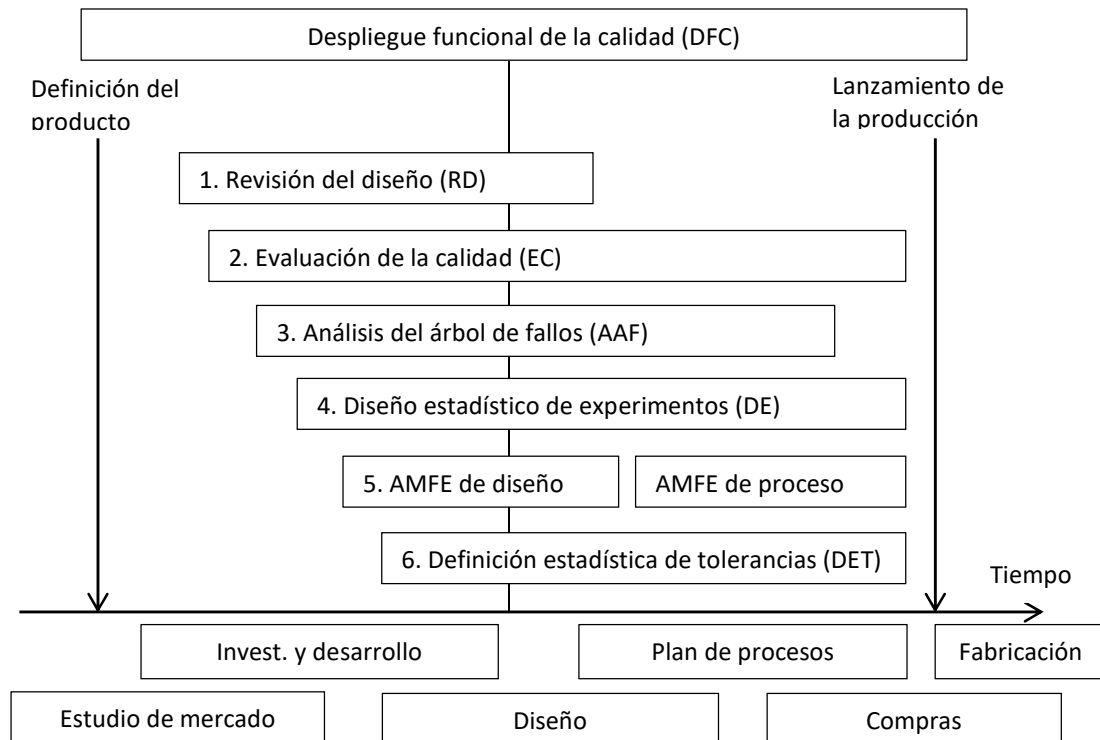 Despliegue funcional de la calidad (DFC)
Definición del
producto
Lanzamiento de
la producción
1. Revisión del diseño (RD)
2. Evaluación de la calidad (EC)
3. Análisis del árbol de fallos (AAF)
4. Diseño estadístico de experimentos (DE)
5. AMFE de diseño
AMFE de proceso
6. Definición estadística de tolerancias (DET)
Tiempo
Invest. y desarrollo
Plan de procesos
Fabricación
Estudio de mercado
Diseño
Compras